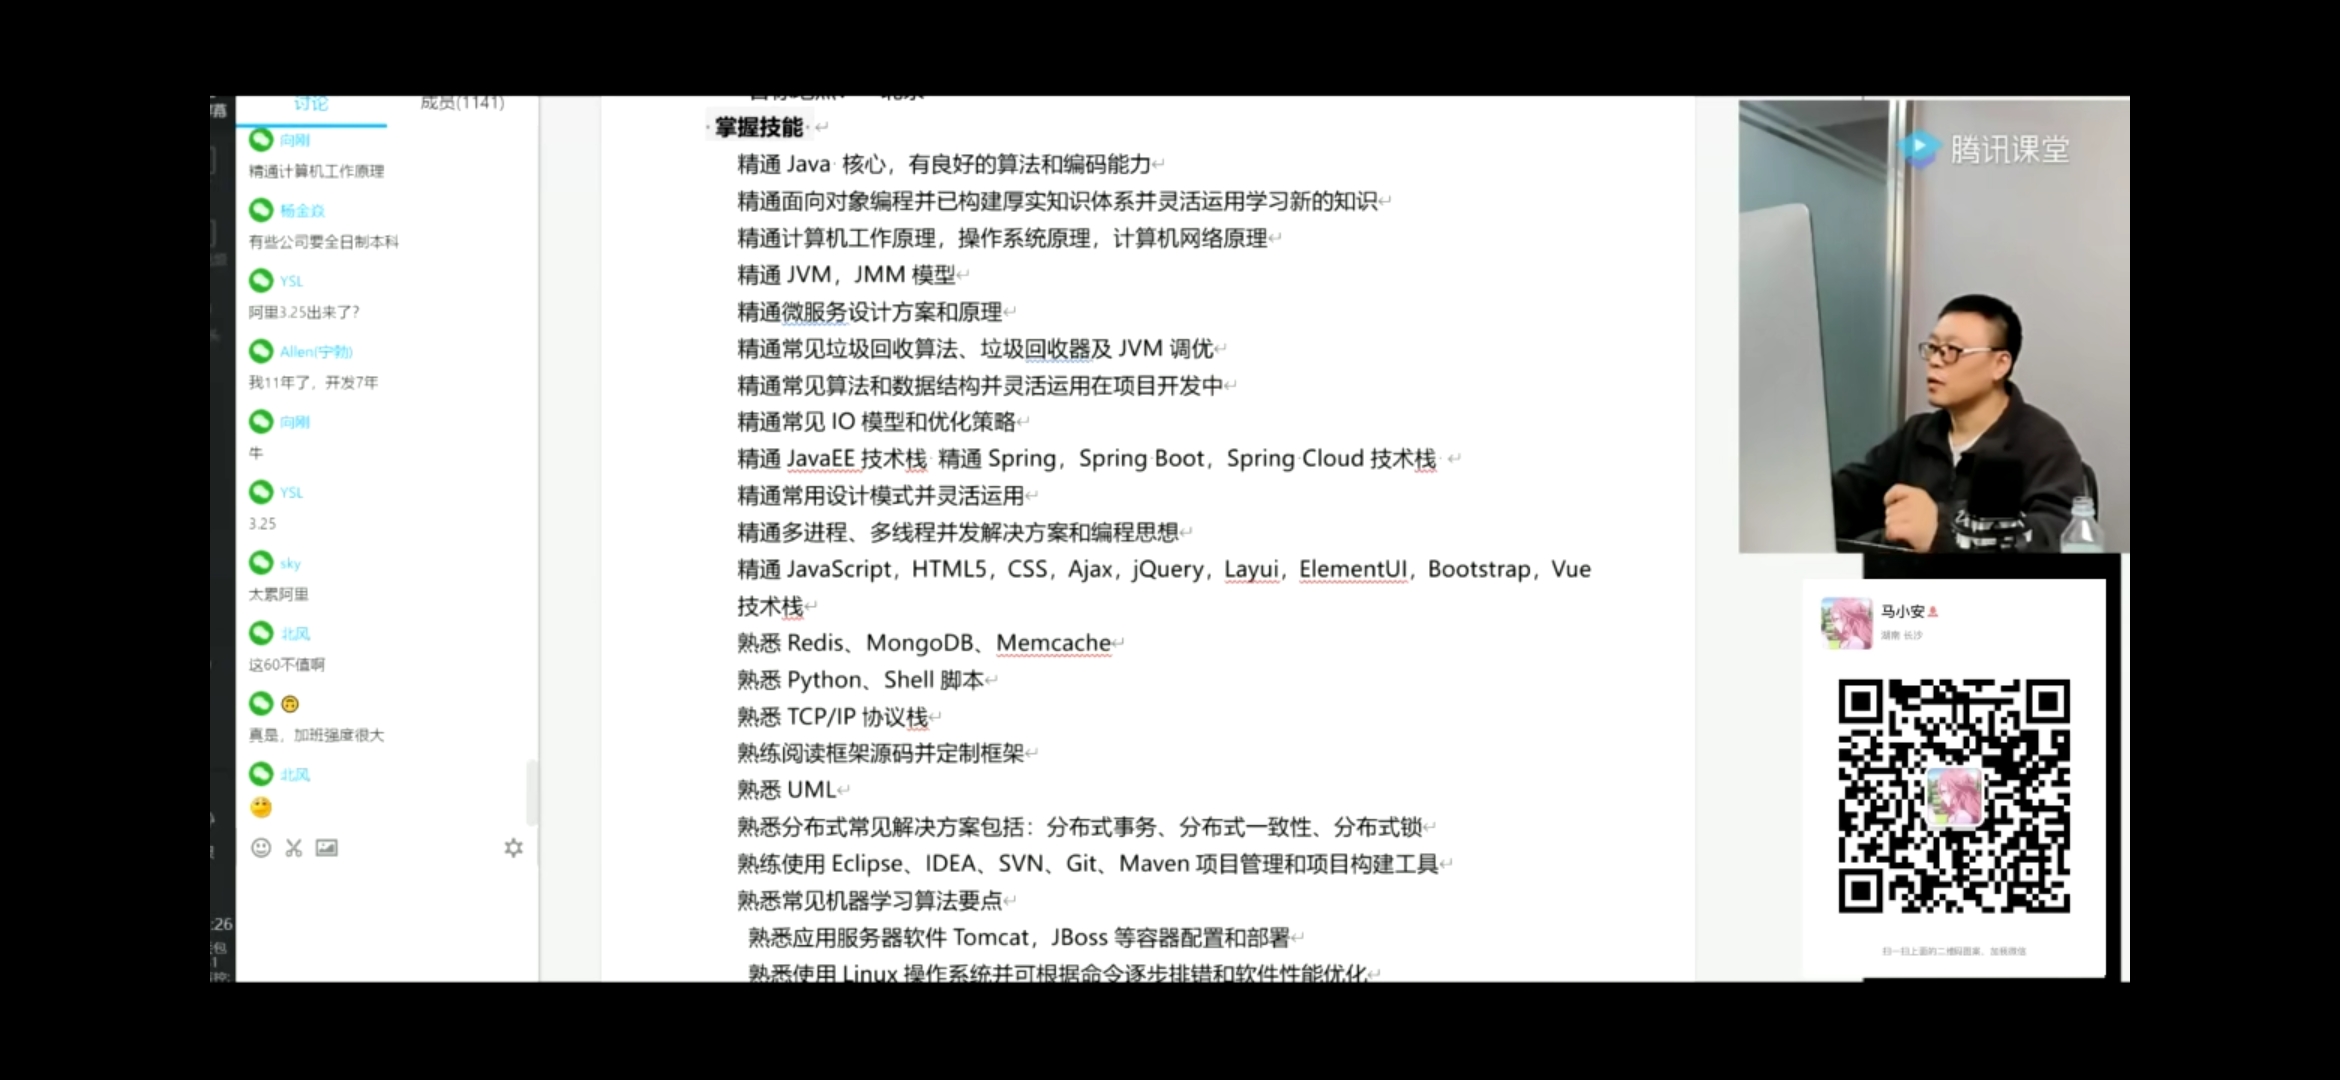 讨论
成员(1141)
向刚
精通计算机工作原理
杨金焱
有些公司要全日制本科
YSL
阿里3.25出来了?
Allen(宁勃)
我11年了，开发7年
向刚
牛
YSL
3.25
sky
太累阿里
北风
这60不值啊
🙃
真是，加班强度很大
北风
:26
掌握技能
精通 Java 核心，有良好的算法和编码能力
精通面向对象编程并已构建厚实知识体系并灵活运用学习新的知识
精通计算机工作原理，操作系统原理，计算机网络原理
精通 JVM，JMM 模型
精通微服务设计方案和原理
精通常见垃圾回收算法、垃圾回收器及 JVM 调优
精通常见算法和数据结构并灵活运用在项目开发中
精通常见 IO 模型和优化策略
精通 JavaEE 技术栈 精通 Spring，Spring Boot，Spring Cloud 技术栈
精通常用设计模式并灵活运用
精通多进程、多线程并发解决方案和编程思想
精通 JavaScript，HTML5，CSS，Ajax，jQuery，Layui，ElementUI，Bootstrap，Vue
技术栈
熟悉 Redis、MongoDB、Memcache
熟悉 Python、Shell 脚本
熟悉 TCP/IP 协议栈
熟练阅读框架源码并定制框架
熟悉 UML
熟悉分布式常见解决方案包括：分布式事务、分布式一致性、分布式锁
熟练使用 Eclipse、IDEA、SVN、Git、Maven 项目管理和项目构建工具
熟悉常见机器学习算法要点
熟悉应用服务器软件 Tomcat，JBoss 等容器配置和部署
熟悉使用 Linux 操作系统并可根据命令逐步排错和软件性能优化
腾讯课堂
马小安
湖南 长沙
扫一扫上面的二维码图案，加我微信